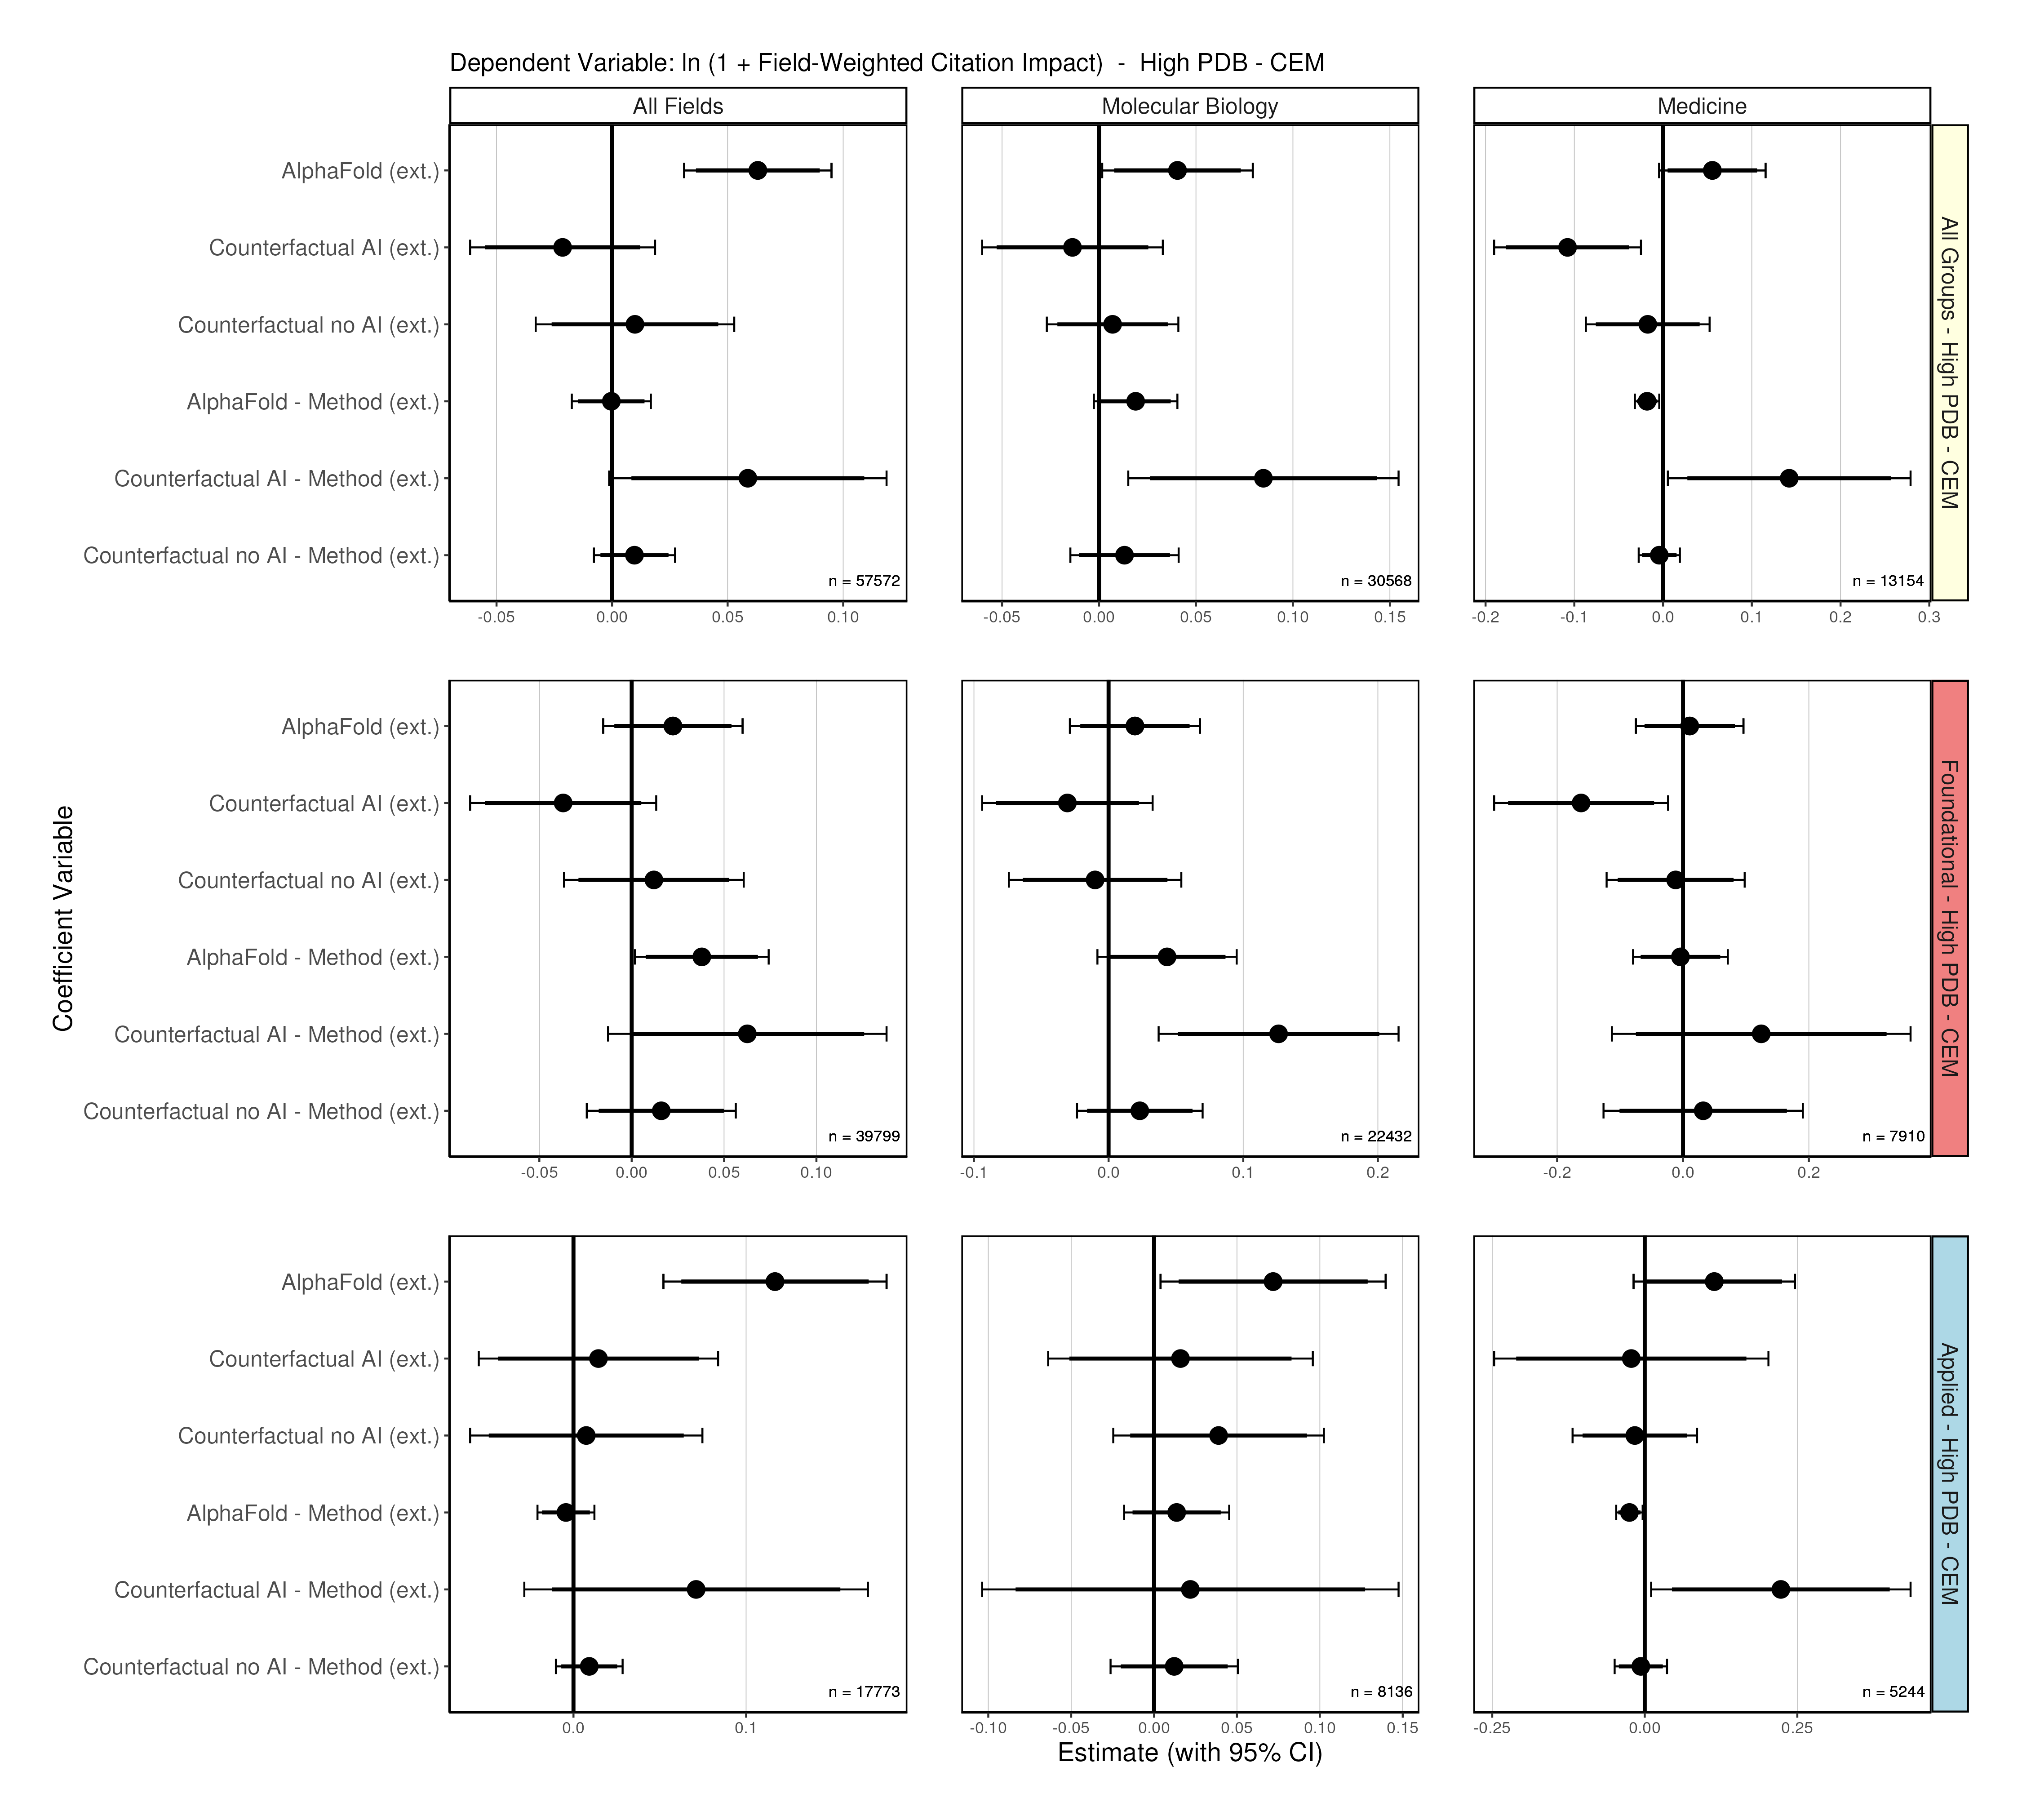 Dependent Variable: ln (1 + Field-Weighted Citation Impact)  -  High PDB - CEM
All Fields
Molecular Biology
Medicine
AlphaFold (ext.)
Counterfactual AI (ext.)
Counterfactual no AI (ext.)
AlphaFold - Method (ext.)
Counterfactual AI - Method (ext.)
Counterfactual no AI - Method (ext.)
n = 57572
n = 30568
n = 13154
All Groups - High PDB - CEM
-0.05 0.00 0.05 0.10
-0.05 0.00 0.05 0.10 0.15
-0.2 -0.1 0.0 0.1 0.2 0.3
Coefficient Variable
AlphaFold (ext.)
Counterfactual AI (ext.)
Counterfactual no AI (ext.)
AlphaFold - Method (ext.)
Counterfactual AI - Method (ext.)
Counterfactual no AI - Method (ext.)
n = 39799
n = 22432
n = 7910
Foundational - High PDB - CEM
-0.05 0.00 0.05 0.10
-0.1 0.0 0.1 0.2
-0.2 0.0 0.2
AlphaFold (ext.)
Counterfactual AI (ext.)
Counterfactual no AI (ext.)
AlphaFold - Method (ext.)
Counterfactual AI - Method (ext.)
Counterfactual no AI - Method (ext.)
n = 17773
n = 8136
n = 5244
Applied - High PDB - CEM
0.0 0.1
-0.10 -0.05 0.00 0.05 0.10 0.15
-0.25 0.00 0.25
Estimate (with 95% CI)